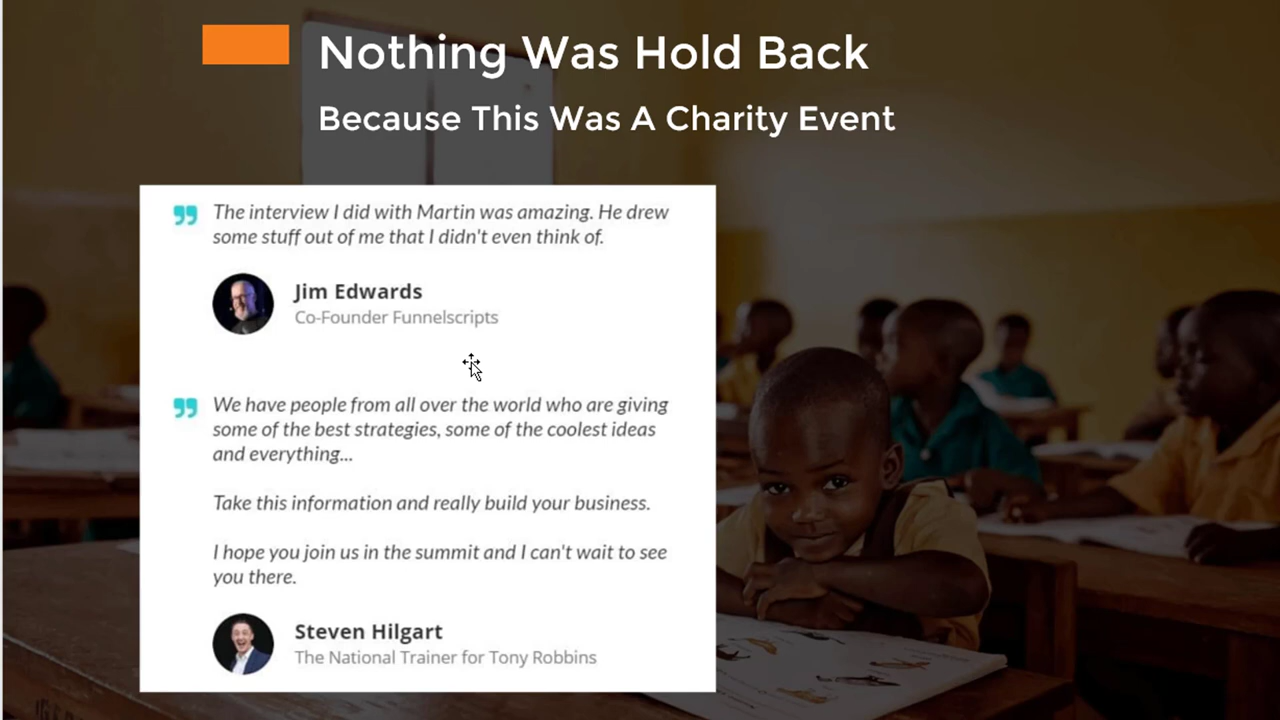 Nothing Was Hold Back
Because This Was A Charity Event
The interview I did with Martin was amazing. He drew
some stuff out of me that I didn't even think of.
Jim Edwards
Co-Founder Funnelscripts
We have people from all over the world who are giving
some of the best strategies, some of the coolest ideas
and everything...
Take this information and really build your business.
I hope you join us in the summit and I can't wait to see
you there.
Steven Hilgart
The National Trainer for Tony Robbins